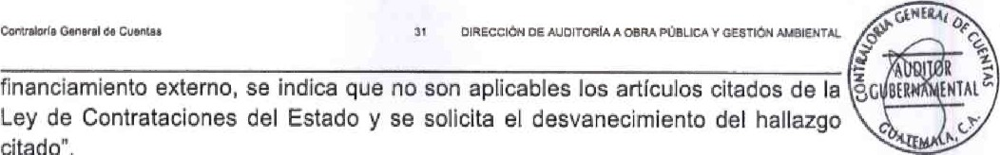 Contraloría General de Cuentas 31 DIRECCIÓN DE AUDITORÍA A OBRA PÚBLICA Y GESTIÓN AMBIENTAL
CONTRALORIA GENERAL DE CUENTAS
AUDITOR
GUBERNAMENTAL
GUATEMALA, C.A.
financiamiento externo, se indica que no son aplicables los artículos citados de la
Ley de Contrataciones del Estado y se solicita el desvanecimiento del hallazgo
citado".